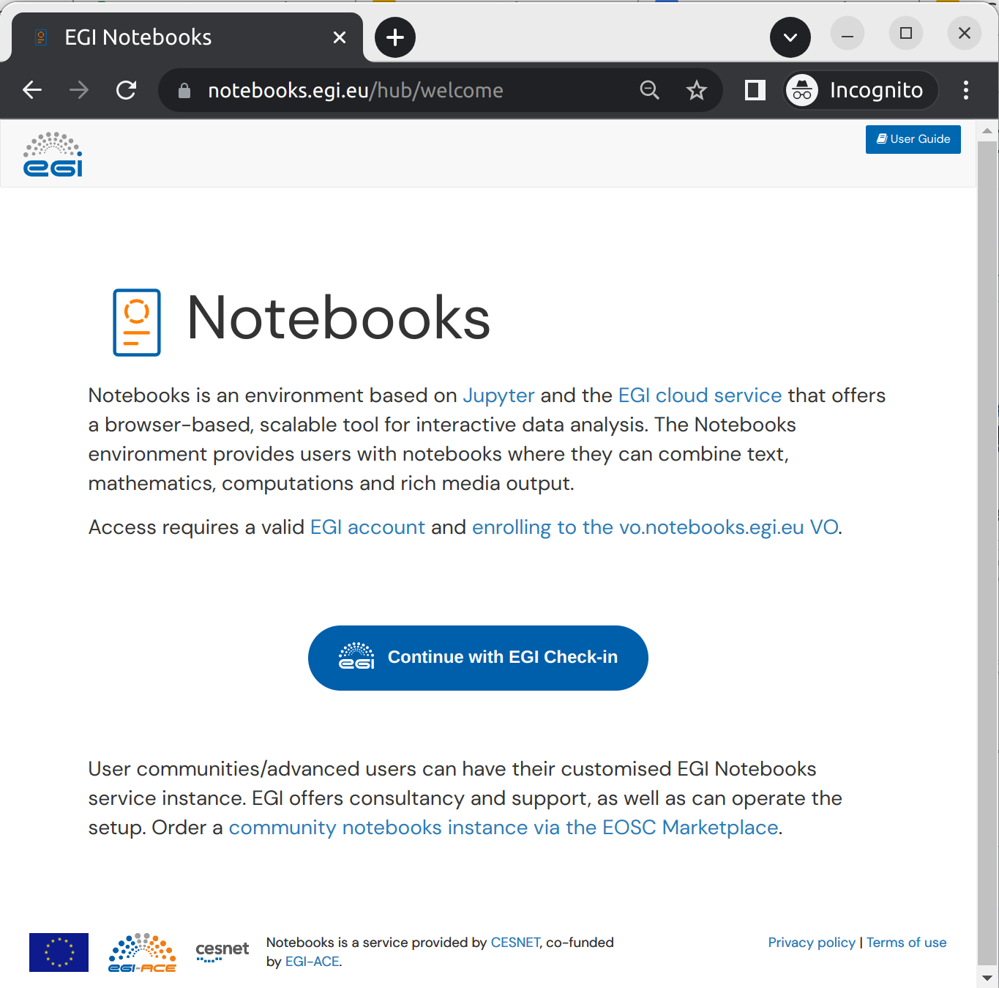 EGI Notebooks
notebooks.egi.eu/hub/welcome
Incognito
egi
User Guide
Notebooks
Notebooks is an environment based on Jupyter and the EGI cloud service that offers
a browser-based, scalable tool for interactive data analysis. The Notebooks
environment provides users with notebooks where they can combine text,
mathematics, computations and rich media output.
Access requires a valid EGI account and enrolling to the vo.notebooks.egi.eu VO.
egi Continue with EGI Check-in
User communities/advanced users can have their customised EGI Notebooks
service instance. EGI offers consultancy and support, as well as can operate the
setup. Order a community notebooks instance via the EOSC Marketplace.
egi-ACE
cesnet
Notebooks is a service provided by CESNET, co-funded
by EGI-ACE.
Privacy policy | Terms of use